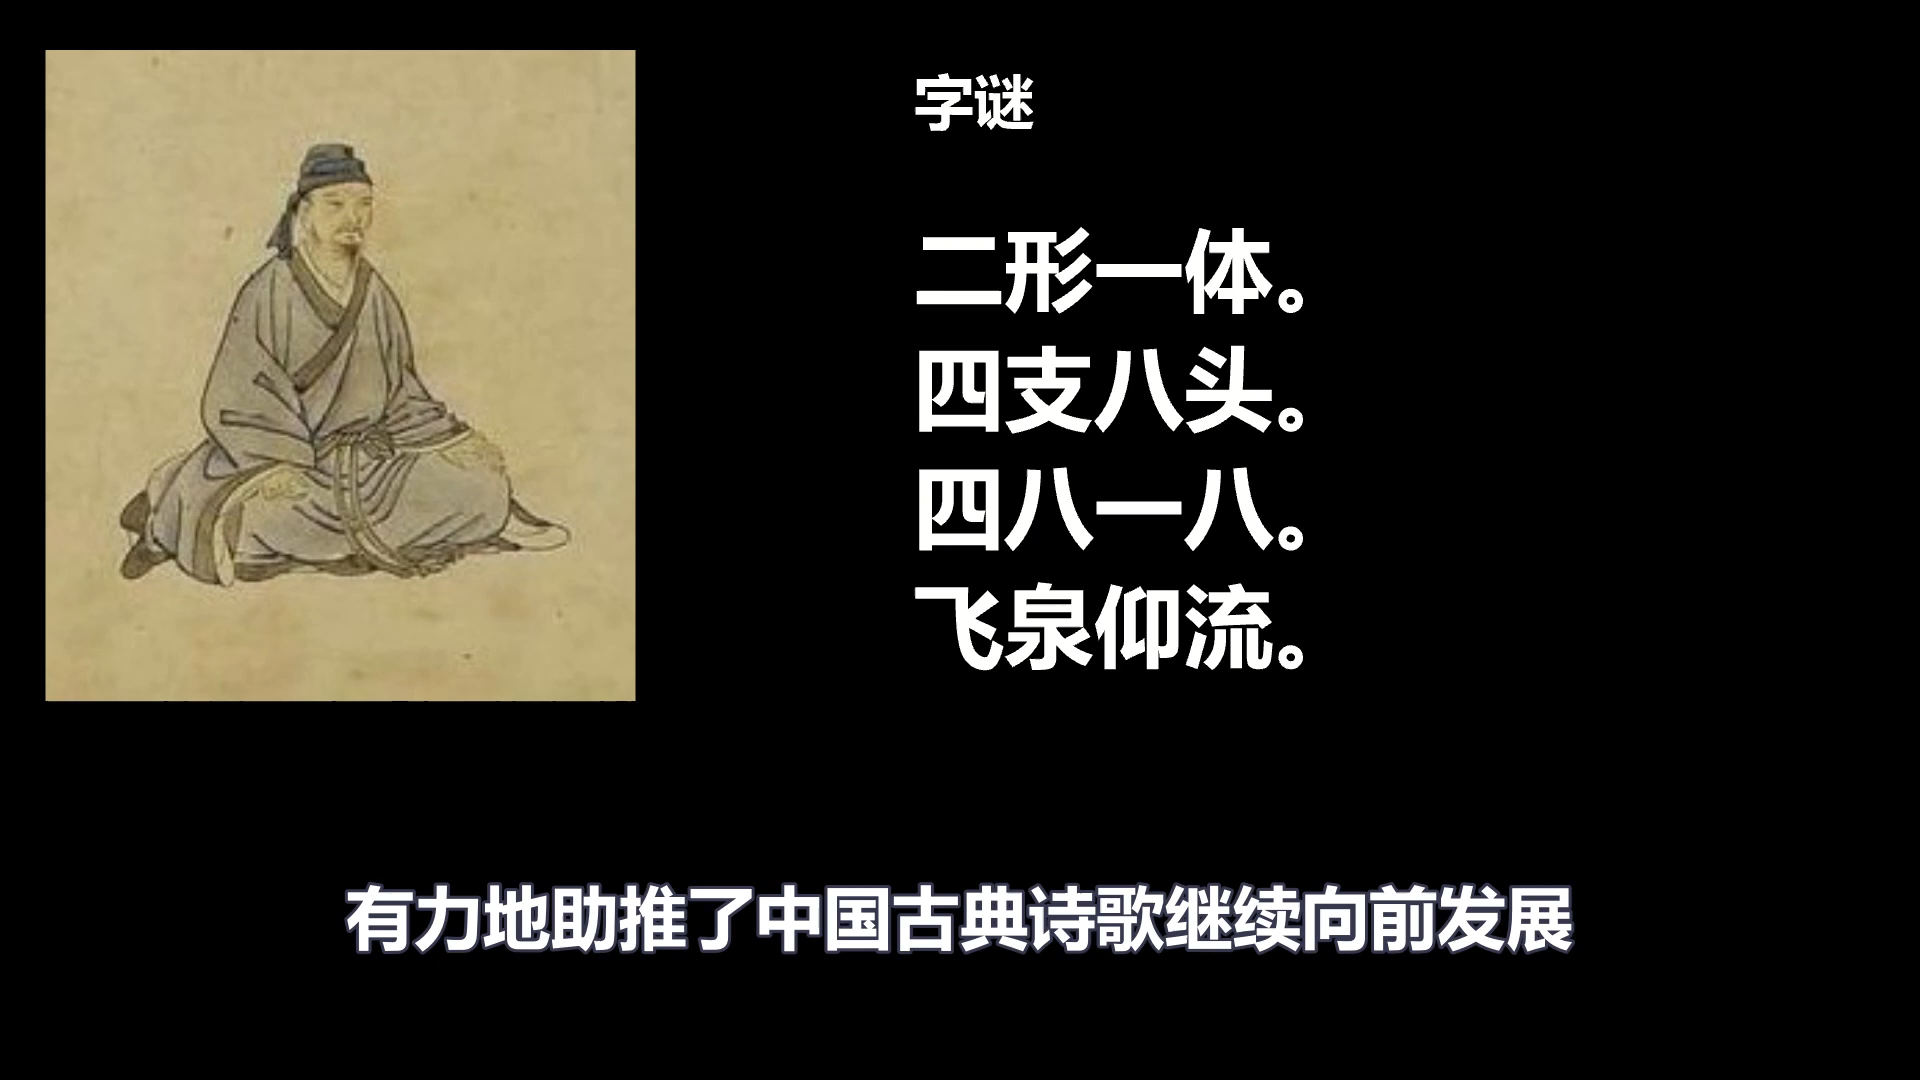 字谜
二形一体。
四支八头。
四八一八。
飞泉仰流。
有力地助推了中国古典诗歌继续向前发展